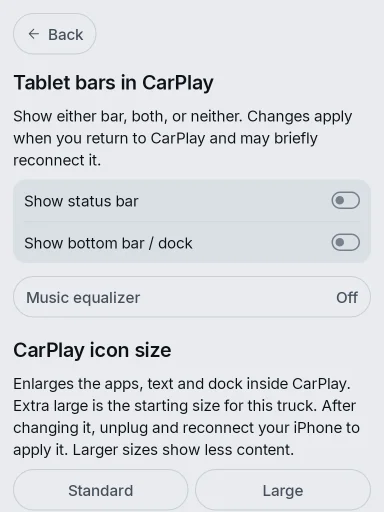 Back
Tablet bars in CarPlay
Show either bar, both, or neither. Changes apply
when you return to CarPlay and may briefly
reconnect it.
Show status bar
Show bottom bar / dock
Music equalizer Off
CarPlay icon size
Enlarges the apps, text and dock inside CarPlay.
Extra large is the starting size for this truck. After
changing it, unplug and reconnect your iPhone to
apply it. Larger sizes show less content.
Standard Large